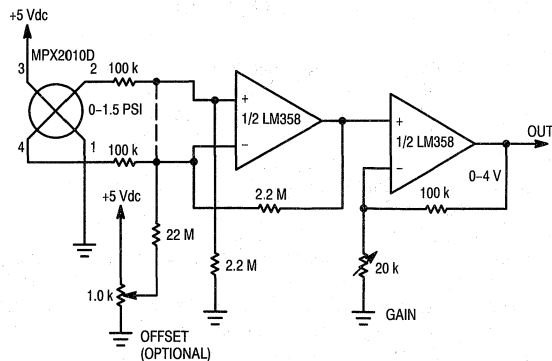 +5 Vdc
MPX2010D
3
2
100 k
0–1.5 PSI
4
1
100 k
+
1/2 LM358
–
+
1/2 LM358
–
OUT
0–4 V
100 k
2.2 M
+5 Vdc
22 M
2.2 M
20 k
1.0 k
GAIN
OFFSET
(OPTIONAL)